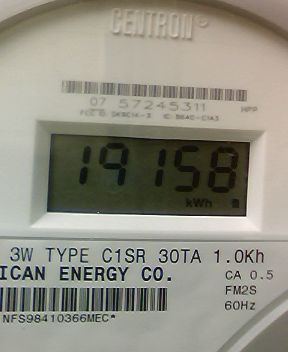 CENTRON®
07 57245311 HPP
19158
kWh
3W TYPE C1SR 30TA 1.0Kh
ICAN ENERGY CO. CA 0.5
FM2S
60Hz
NFS98410366MEC*